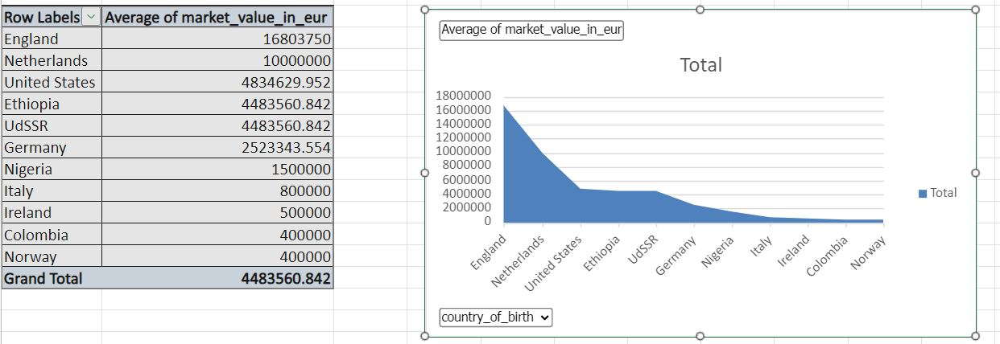 Row Labels Average of market_value_in_eur
England 16803750
Netherlands 10000000
United States 4834629.952
Ethiopia 4483560.842
UdSSR 4483560.842
Germany 2523343.554
Nigeria 1500000
Italy 800000
Ireland 500000
Colombia 400000
Norway 400000
Grand Total 4483560.842
Average of market_value_in_eur
Total
18000000
16000000
14000000
12000000
10000000
8000000
6000000
4000000
2000000
0
England
Netherlands
United States
Ethiopia
UdSSR
Germany
Nigeria
Italy
Ireland
Colombia
Norway
Total
country_of_birth